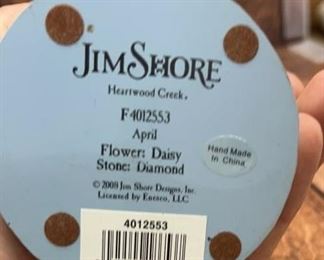 JIM SHORE
Heartwood Creek®
F4012553
April
Flower: Daisy
Stone: Diamond
Hand Made
In China
© 2008 Jim Shore Designs, Inc.
Licensed by Enesco, LLC
4012553